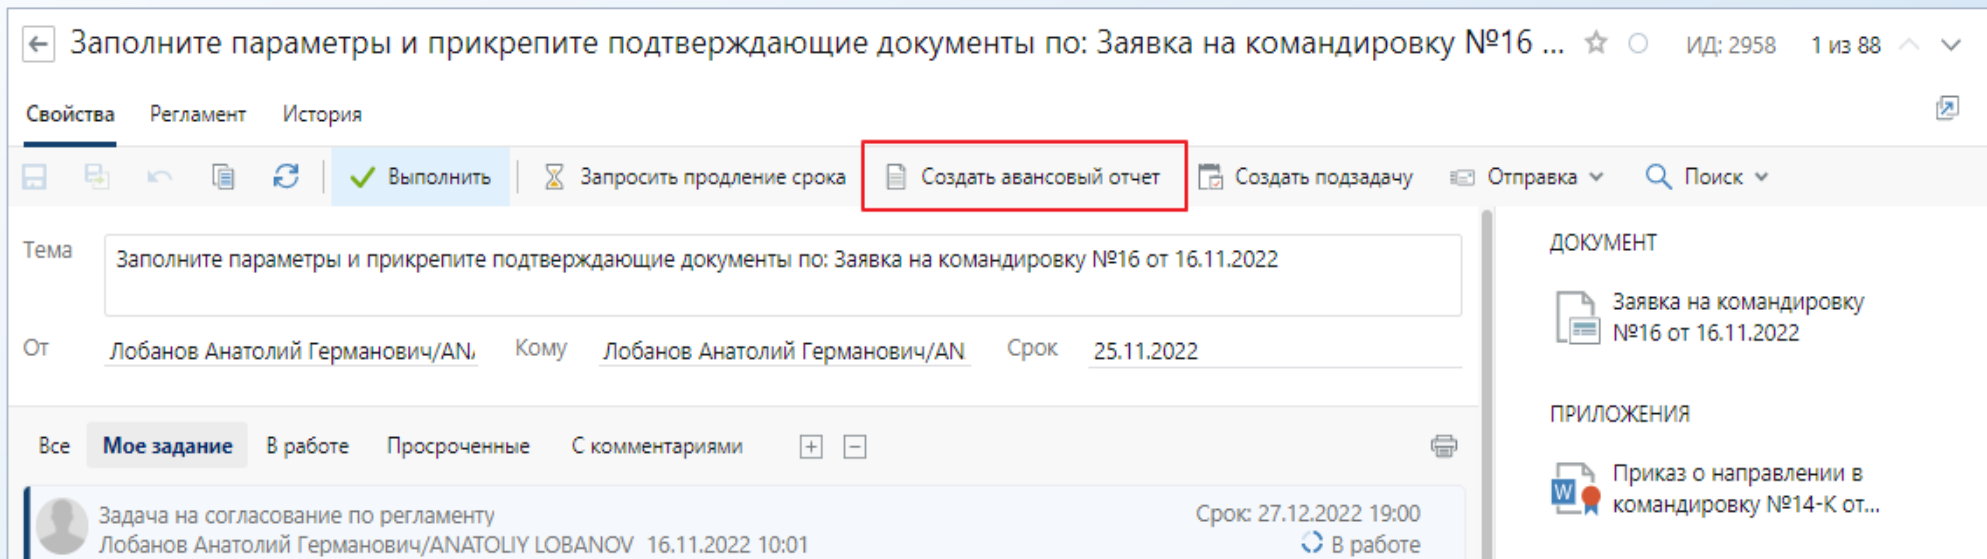 Заполните параметры и прикрепите подтверждающие документы по: Заявка на командировку №16 ... ИД: 2958 1 из 88
Свойства Регламент История
Выполнить Запросить продление срока Создать авансовый отчет Создать подзадачу Отправка Поиск
Тема Заполните параметры и прикрепите подтверждающие документы по: Заявка на командировку №16 от 16.11.2022
От Лобанов Анатолий Германович/AN Кому Лобанов Анатолий Германович/AN Срок 25.11.2022
Все Мое задание В работе Просроченные С комментариями
Задача на согласование по регламенту Срок: 27.12.2022 19:00
Лобанов Анатолий Германович/ANATOLIY LOBANOV 16.11.2022 10:01 В работе
ДОКУМЕНТ
Заявка на командировку
№16 от 16.11.2022
ПРИЛОЖЕНИЯ
W
Приказ о направлении в
командировку №14-К от...